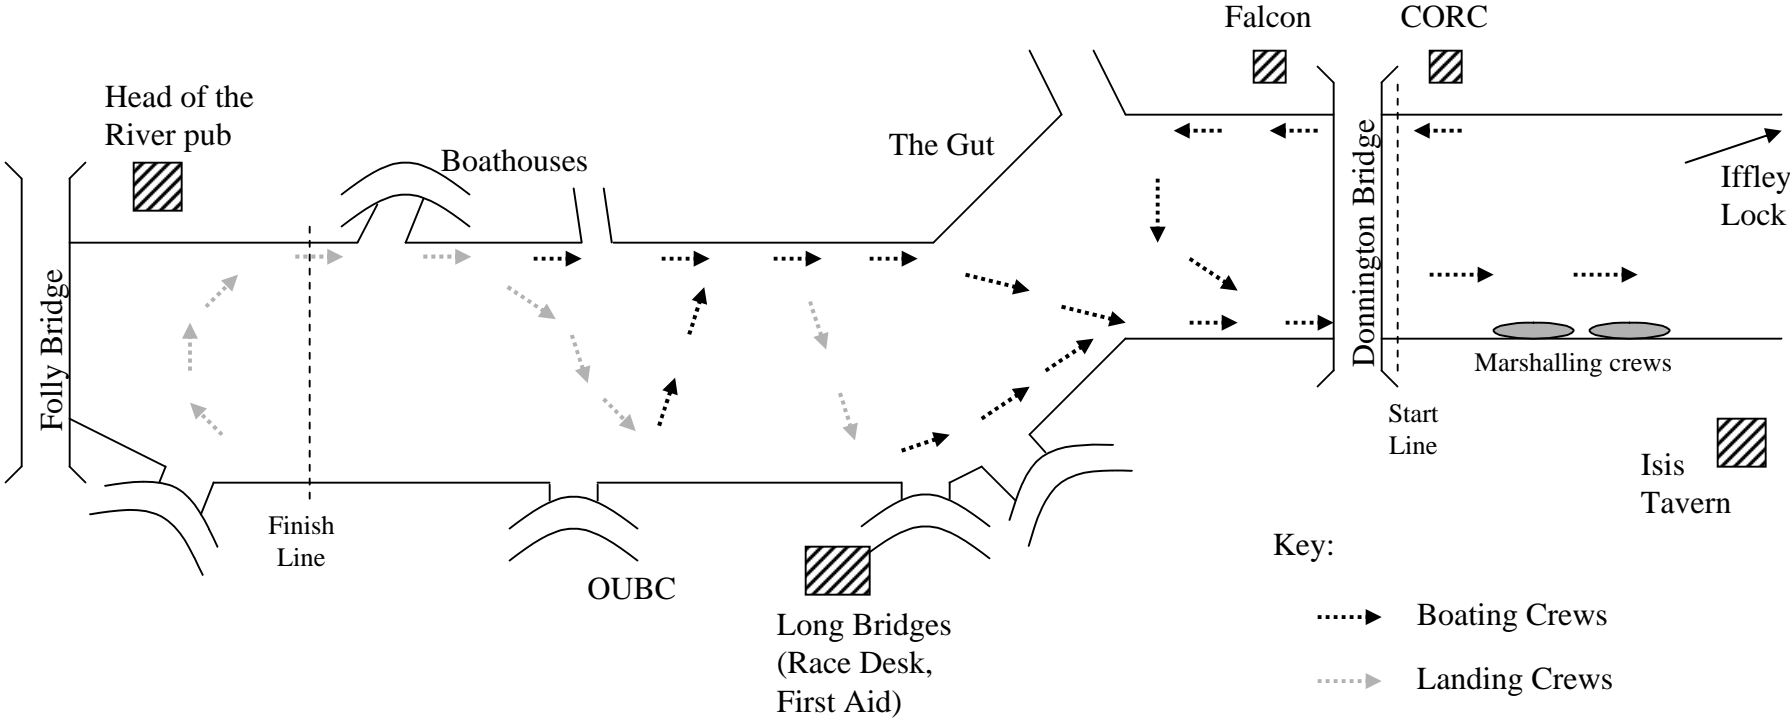 Falcon
CORC
Head of the
River pub
Boathouses
The Gut
Donnington Bridge
Iffley
Lock
Folly Bridge
Marshalling crews
Start
Line
Isis
Tavern
Finish
Line
OUBC
Long Bridges
(Race Desk,
First Aid)
Key:
Boating Crews
Landing Crews